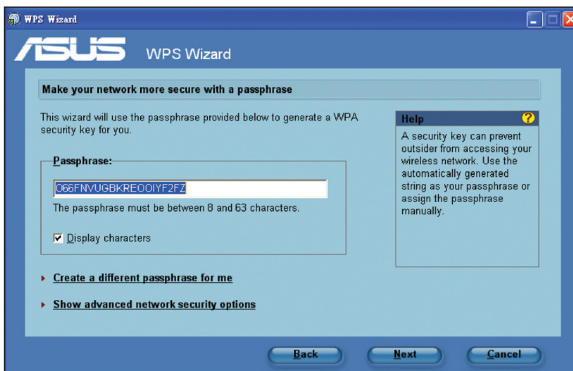 WPS Wizard
ASUS WPS Wizard
Make your network more secure with a passphrase
This wizard will use the passphrase provided below to generate a WPA
security key for you.
Passphrase:
O66FNVUGBKREOOIYF2FZ
The passphrase must be between 8 and 63 characters.
Display characters
Create a different passphrase for me
Show advanced network security options
Help
?
A security key can prevent
outsider from accessing your
wireless network. Use the
automatically generated
string as your passphrase or
assign the passphrase
manually.
Back Next Cancel